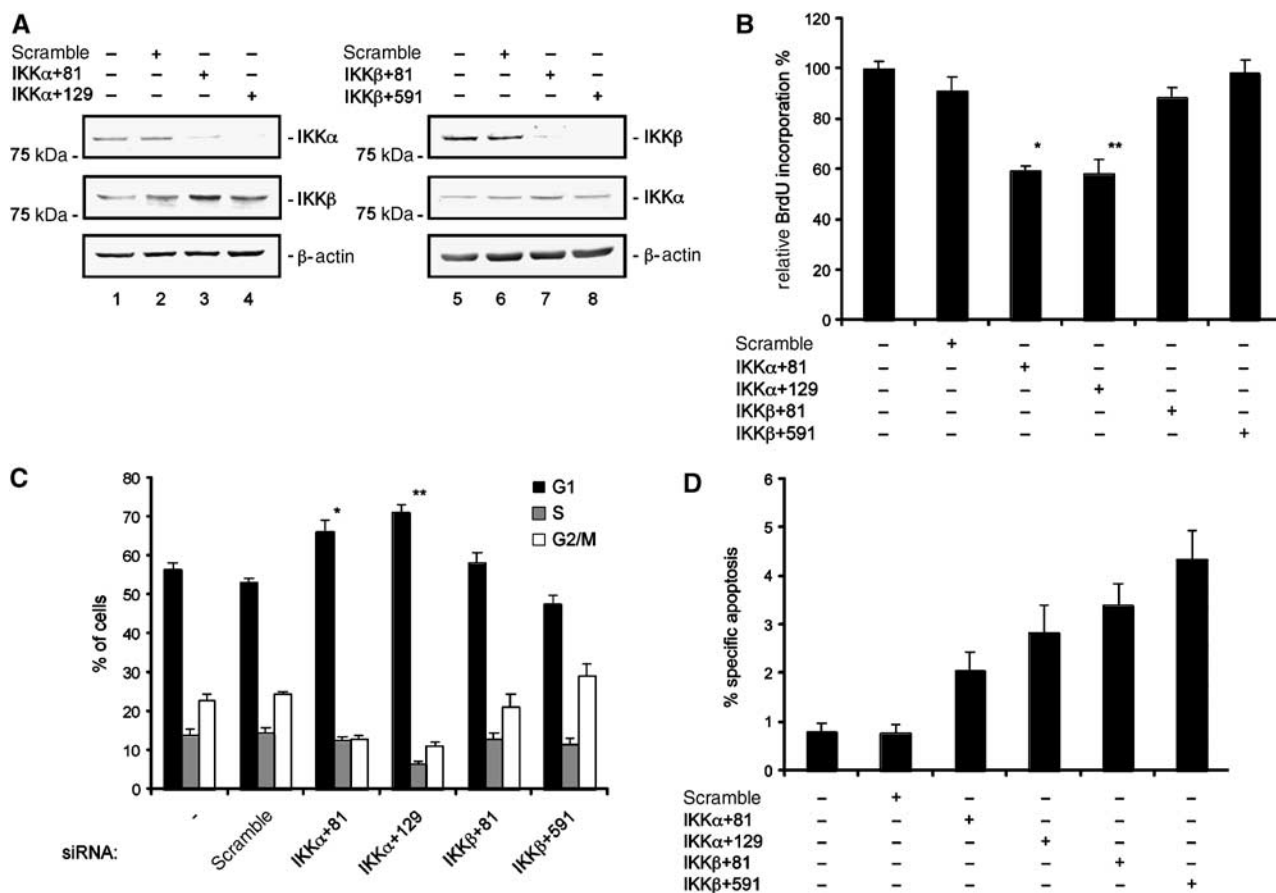 A
Scramble – + – – Scramble – + – –
IKKα+81 – – + – IKKβ+81 – – + –
IKKα+129 – – – + IKKβ+591 – – – +
75 kDa - - IKKα 75 kDa - - IKKβ
75 kDa - - IKKβ 75 kDa - - IKKα
- β-actin - β-actin
1 2 3 4 5 6 7 8
B
relative BrdU incorporation %
120
100
80
60
40
20
0
* **
Scramble – + – – – –
IKKα+81 – – + – – –
IKKα+129 – – – + – –
IKKβ+81 – – – – + –
IKKβ+591 – – – – – +
C
% of cells
80
70
60
50
40
30
20
10
0
* **
G1
S
G2/M
siRNA: - Scramble IKKα+81 IKKα+129 IKKβ+81 IKKβ+591
D
% specific apoptosis
6
5
4
3
2
1
0
Scramble – + – – – –
IKKα+81 – – + – – –
IKKα+129 – – – + – –
IKKβ+81 – – – – + –
IKKβ+591 – – – – – +